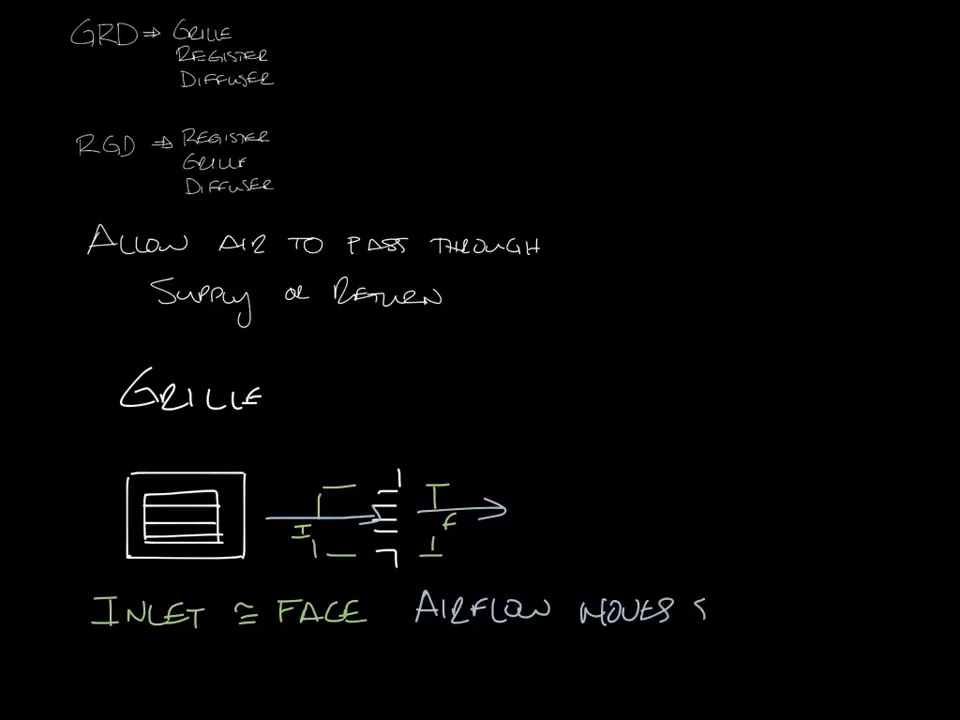 GRD ⇒ GRILLE
REGISTER
DIFFUSER
RGD ⇒ REGISTER
GRILLE
DIFFUSER
ALLOW AIR TO PASS THROUGH
SUPPLY OR RETURN
GRILLE
I F
INLET ≅ FACE AIRFLOW MOVES S